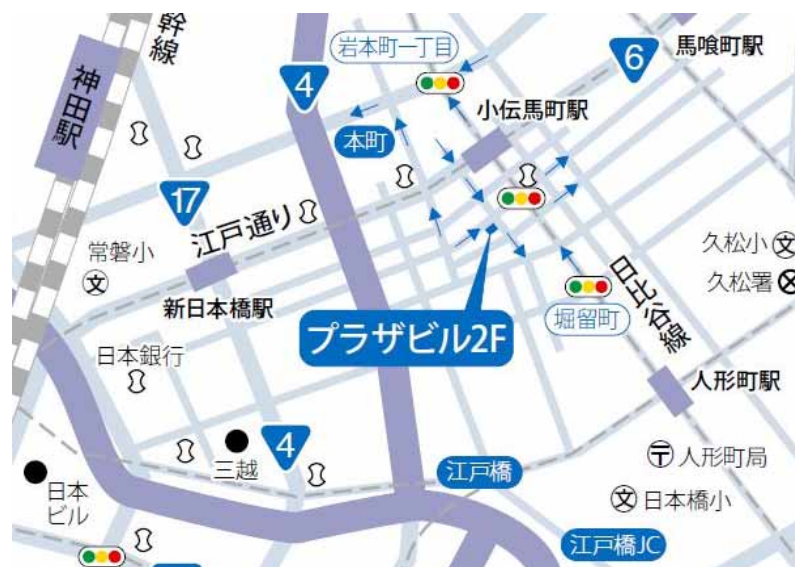 幹線
岩本町一丁目
6
馬喰町駅
4
神田駅
小伝馬町駅
本町
17
江戸通り
常磐小
文
久松小
文
久松署
新日本橋駅
日比谷線
堀留町
プラザビル2F
日本銀行
人形町駅
4
三越
江戸橋
人形町局
日本
ビル
文
日本橋小
江戸橋JC